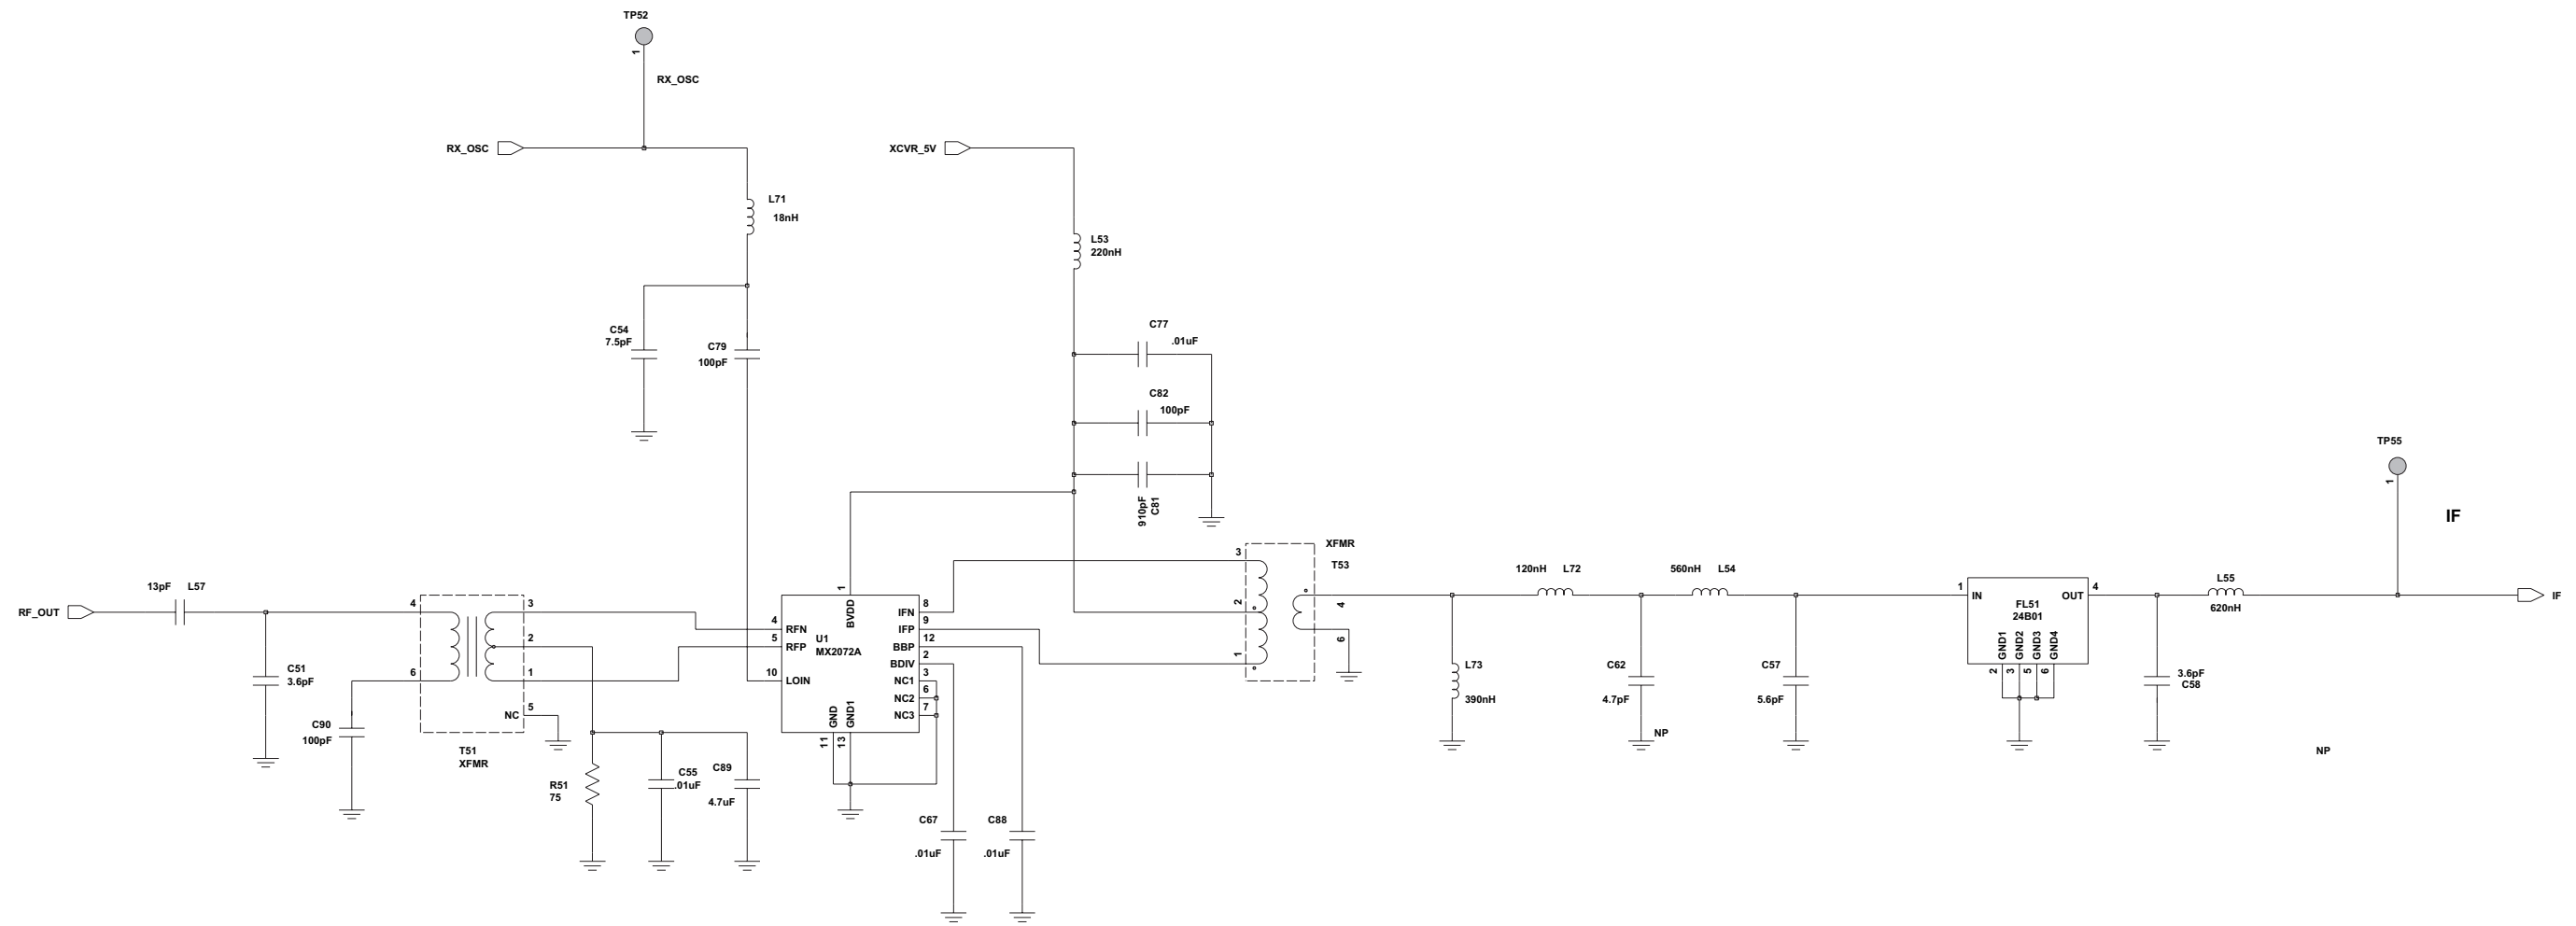 TP52
1
RX_OSC
RX_OSC
XCVR_5V
L71
18nH
L53
220nH
C54
7.5pF
C79
100pF
C77
.01uF
C82
100pF
910pF
C81
TP55
1
IF
XFMR
T53
3
2
1
4
6
13pF L57
RF_OUT
C51
3.6pF
C90
100pF
4
6
3
2
1
5
NC
T51
XFMR
R51
75
C55
.01uF
C89
4.7uF
1
BVDD
4
RFN
5
RFP
10
LOIN
U1
MX2072A
IFN
8
IFP
9
BBP
12
BDIV
2
NC1
3
NC2
6
NC3
7
GND
GND1
11
13
C67
.01uF
C88
.01uF
120nH L72
560nH L54
L73
390nH
C62
4.7pF
NP
C57
5.6pF
1
IN
OUT
4
FL51
24B01
GND1
GND2
GND3
GND4
2
3
5
6
L55
620nH
3.6pF
C58
IF
NP